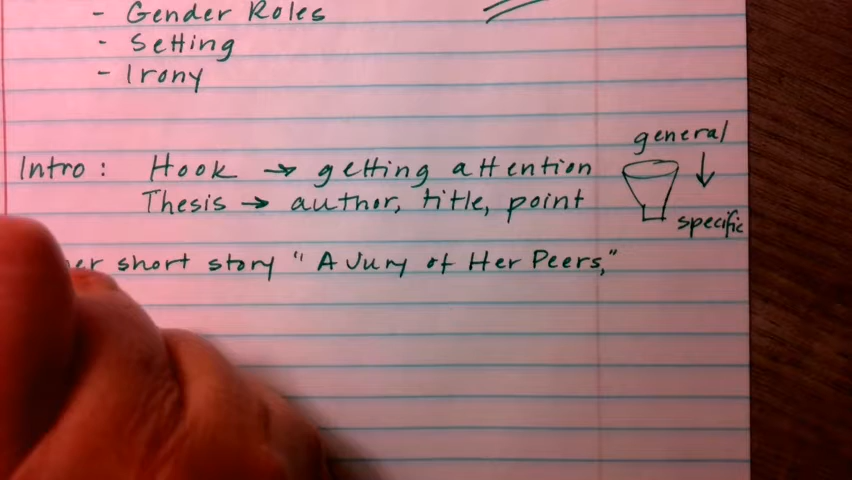 - Gender Roles
- Setting
- Irony
general
Intro: Hook → getting attention
Thesis → author, title, point
specific
her short story "A Jury of Her Peers,"